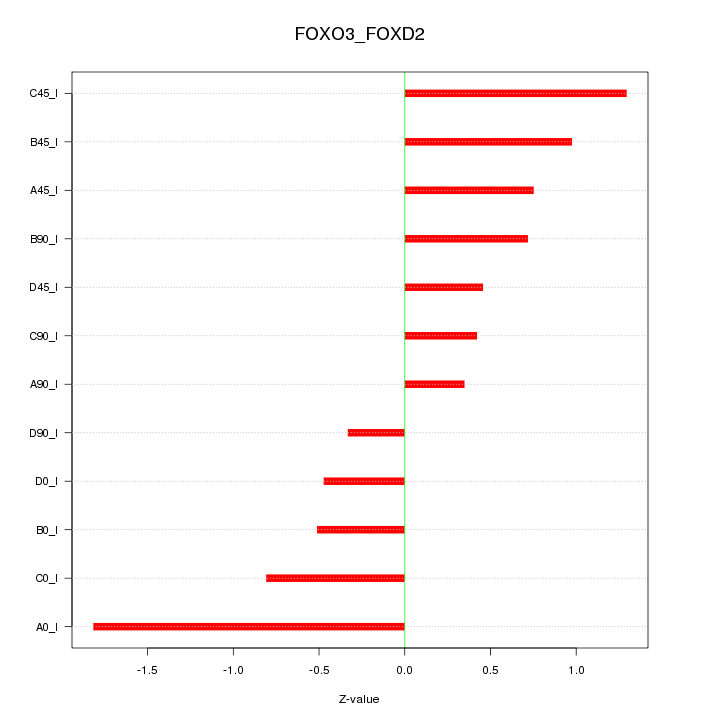 FOXO3_FOXD2
C45_I
B45_I
A45_I
B90_I
D45_I
C90_I
A90_I
D90_I
D0_I
B0_I
C0_I
A0_I
-1.5 -1.0 -0.5 0.0 0.5 1.0
Z-value